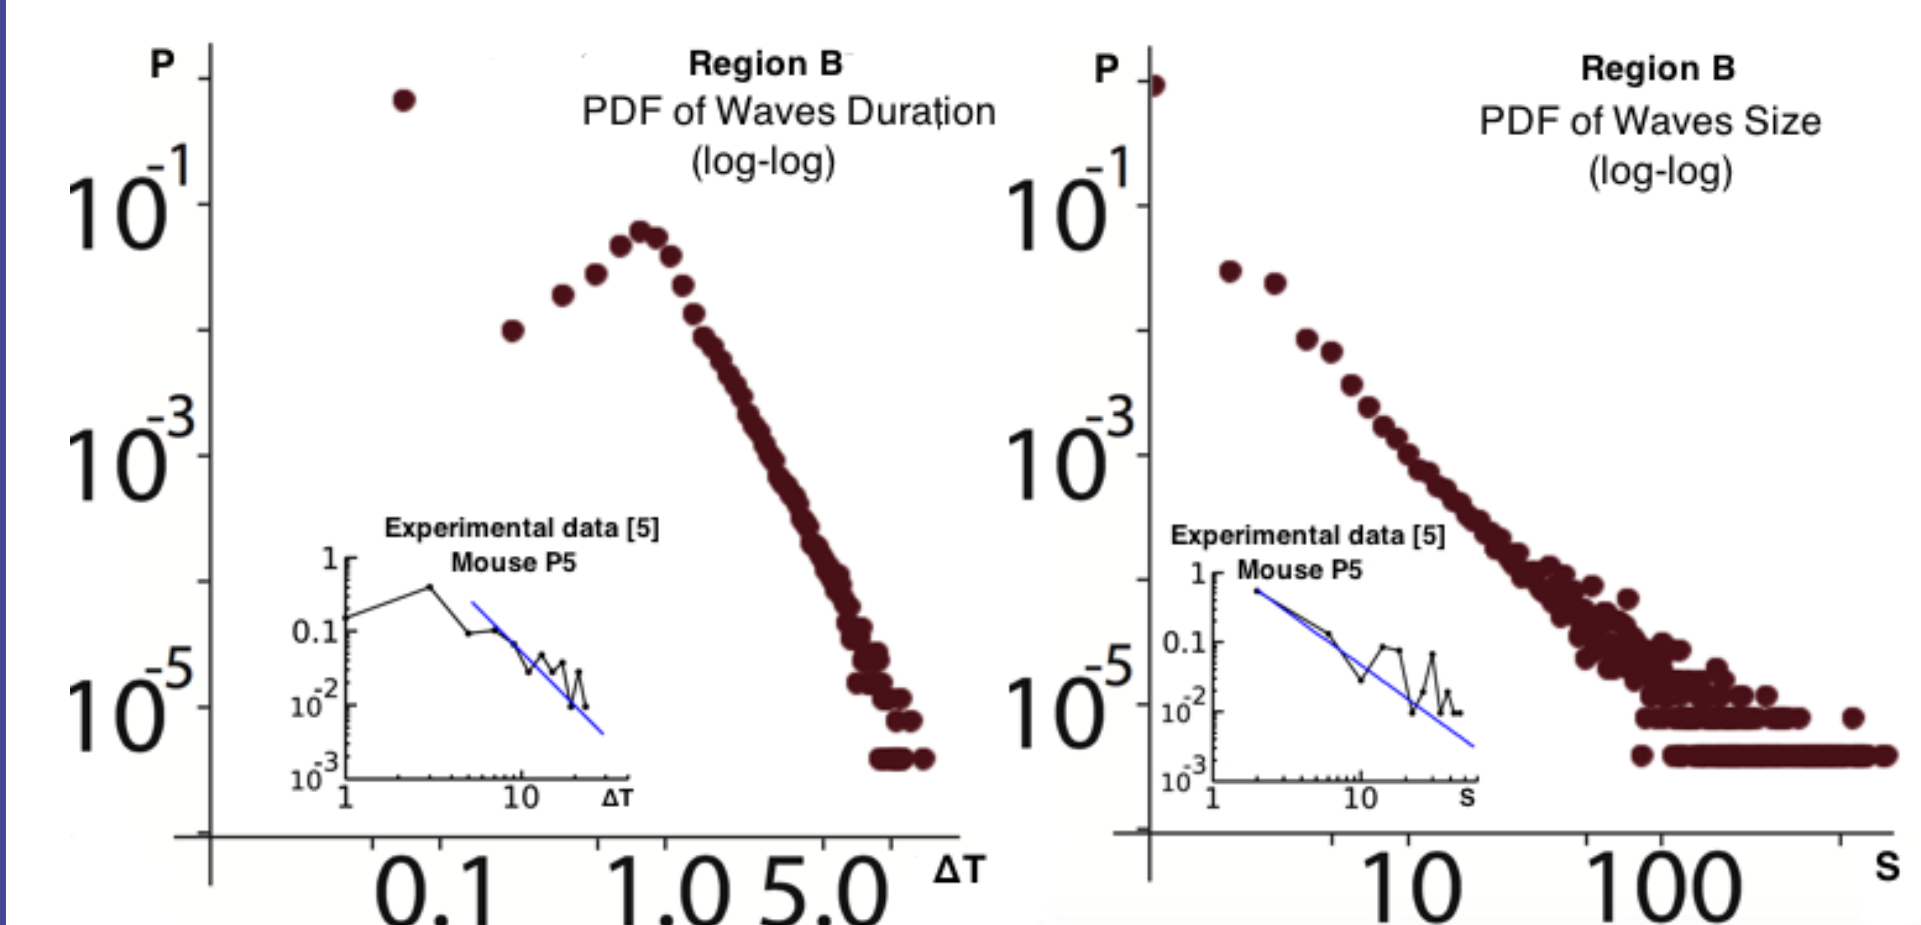 P
Region B
PDF of Waves Duration
(log-log)
10^-1
10^-3
10^-5
Experimental data [5]
Mouse P5
1
0.1
10^-2
10^-3
1 10 ΔT
0.1 1.0 5.0 ΔT
P
Region B
PDF of Waves Size
(log-log)
10^-1
10^-3
10^-5
Experimental data [5]
Mouse P5
1
0.1
10^-2
10^-3
1 10 S
10 100 S